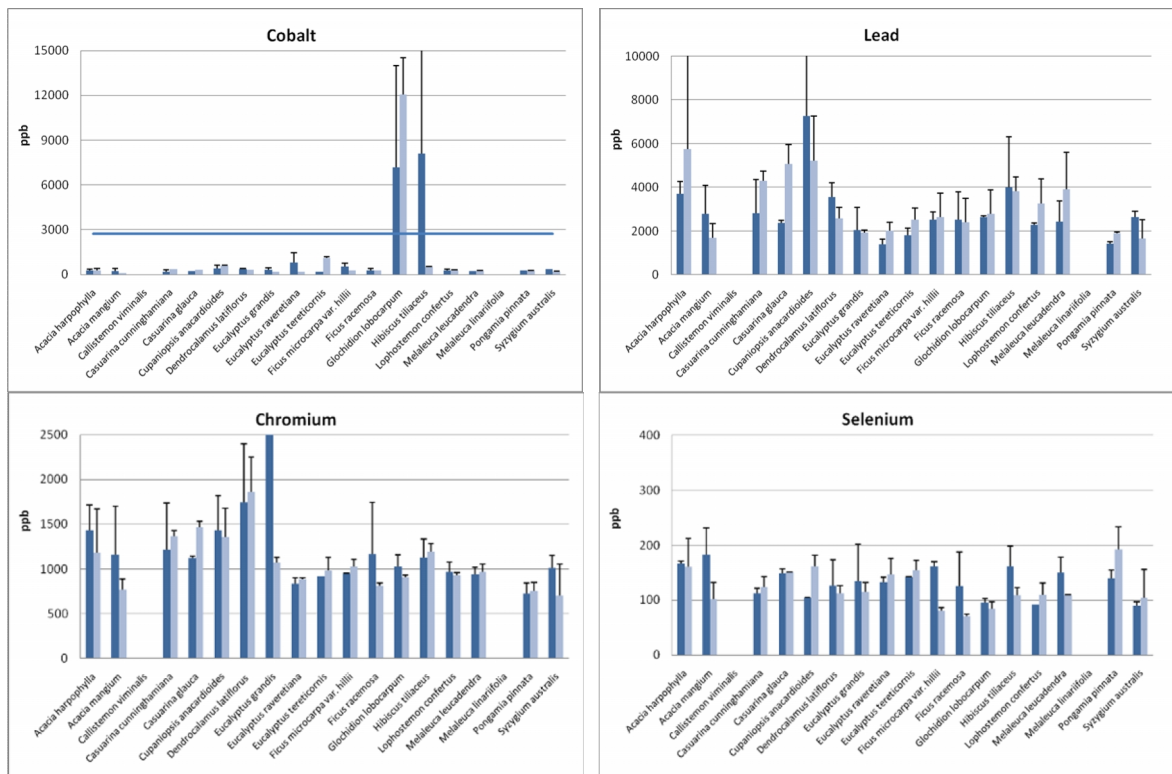 Cobalt
ppb
15000
12000
9000
6000
3000
0
Acacia harpophylla
Acacia mangium
Callistemon viminalis
Casuarina cunninghamiana
Casuarina glauca
Cupaniopsis anacardioides
Dendrocalamus latiflorus
Eucalyptus grandis
Eucalyptus raveretiana
Eucalyptus tereticornis
Ficus microcarpa var. hillii
Ficus racemosa
Glochidion lobocarpum
Hibiscus tiliaceus
Lophostemon confertus
Melaleuca leucadendra
Melaleuca linariifolia
Pongamia pinnata
Syzygium australis
Lead
ppb
10000
8000
6000
4000
2000
0
Acacia harpophylla
Acacia mangium
Callistemon viminalis
Casuarina cunninghamiana
Casuarina glauca
Cupaniopsis anacardioides
Dendrocalamus latiflorus
Eucalyptus grandis
Eucalyptus raveretiana
Eucalyptus tereticornis
Ficus microcarpa var. hillii
Ficus racemosa
Glochidion lobocarpum
Hibiscus tiliaceus
Lophostemon confertus
Melaleuca leucadendra
Melaleuca linariifolia
Pongamia pinnata
Syzygium australis
Chromium
ppb
2500
2000
1500
1000
500
0
Acacia harpophylla
Acacia mangium
Callistemon viminalis
Casuarina cunninghamiana
Casuarina glauca
Cupaniopsis anacardioides
Dendrocalamus latiflorus
Eucalyptus grandis
Eucalyptus raveretiana
Eucalyptus tereticornis
Ficus microcarpa var. hillii
Ficus racemosa
Glochidion lobocarpum
Hibiscus tiliaceus
Lophostemon confertus
Melaleuca leucadendra
Melaleuca linariifolia
Pongamia pinnata
Syzygium australis
Selenium
ppb
400
300
200
100
0
Acacia harpophylla
Acacia mangium
Callistemon viminalis
Casuarina cunninghamiana
Casuarina glauca
Cupaniopsis anacardioides
Dendrocalamus latiflorus
Eucalyptus grandis
Eucalyptus raveretiana
Eucalyptus tereticornis
Ficus microcarpa var. hillii
Ficus racemosa
Glochidion lobocarpum
Hibiscus tiliaceus
Lophostemon confertus
Melaleuca leucadendra
Melaleuca linariifolia
Pongamia pinnata
Syzygium australis